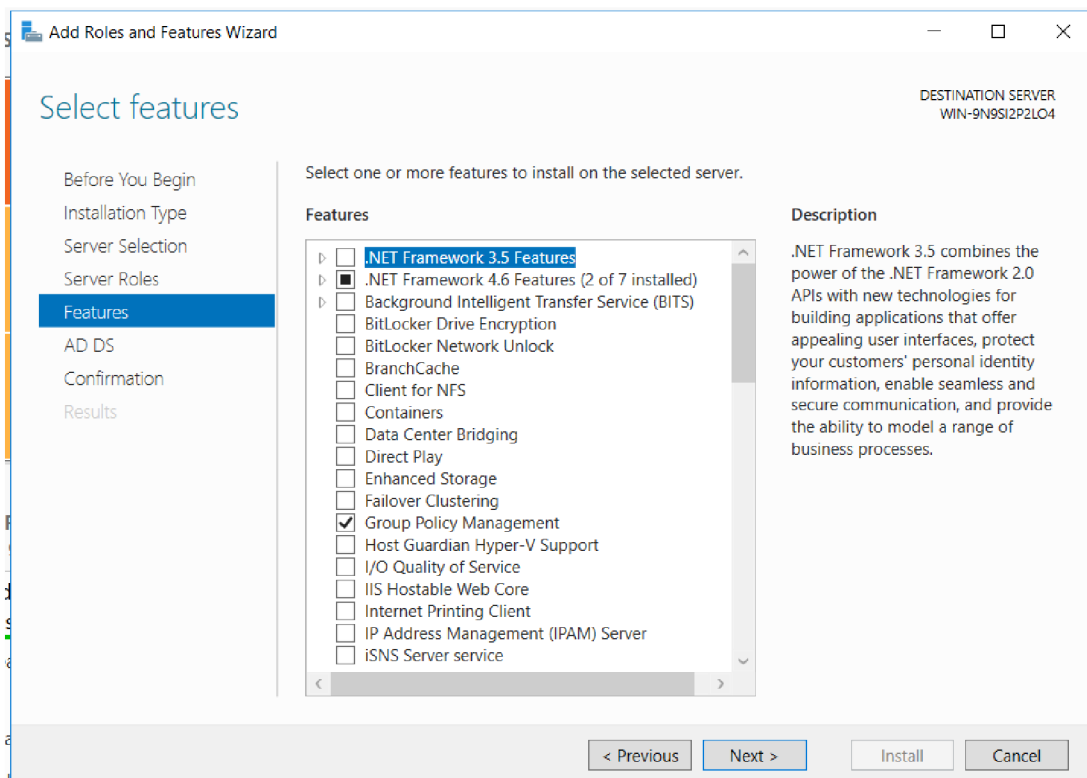 Add Roles and Features Wizard
Select features
DESTINATION SERVER
WIN-9N9SI2P2LO4
Before You Begin
Installation Type
Server Selection
Server Roles
Features
AD DS
Confirmation
Results
Select one or more features to install on the selected server.
Features
.NET Framework 3.5 Features
.NET Framework 4.6 Features (2 of 7 installed)
Background Intelligent Transfer Service (BITS)
BitLocker Drive Encryption
BitLocker Network Unlock
BranchCache
Client for NFS
Containers
Data Center Bridging
Direct Play
Enhanced Storage
Failover Clustering
Group Policy Management
Host Guardian Hyper-V Support
I/O Quality of Service
IIS Hostable Web Core
Internet Printing Client
IP Address Management (IPAM) Server
iSNS Server service
Description
.NET Framework 3.5 combines the
power of the .NET Framework 2.0
APIs with new technologies for
building applications that offer
appealing user interfaces, protect
your customers' personal identity
information, enable seamless and
secure communication, and provide
the ability to model a range of
business processes.
< Previous
Next >
Install
Cancel